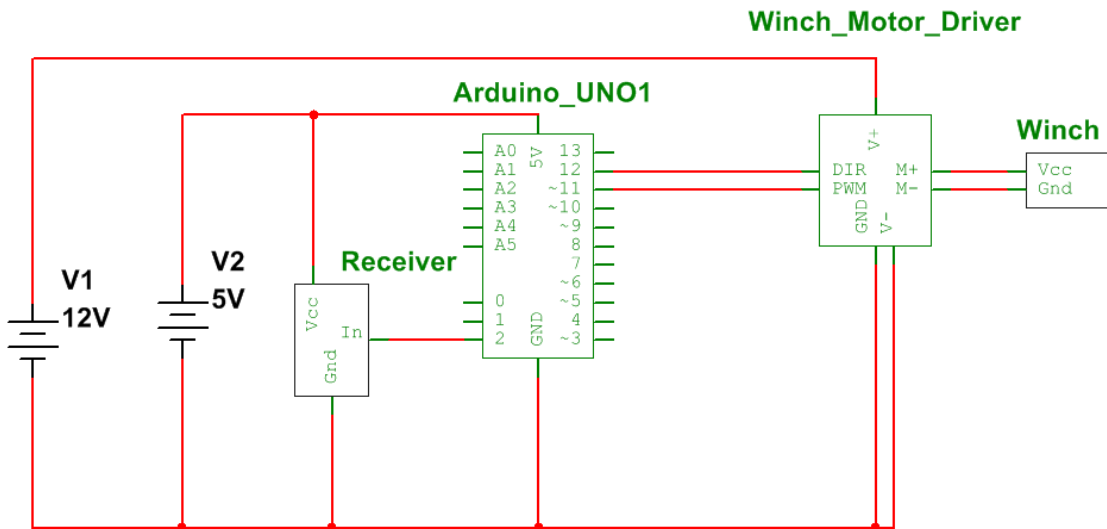 Winch_Motor_Driver
Arduino_UNO1
Winch
V+
5V
A0 13
A1 12
A2 ~11
A3 ~10
A4 ~9
A5 8
7
~6
0 ~5
1 4
2 ~3
GND
DIR M+
PWM M-
GND V-
Vcc
Gnd
Receiver
Vcc
In
Gnd
V2
5V
V1
12V